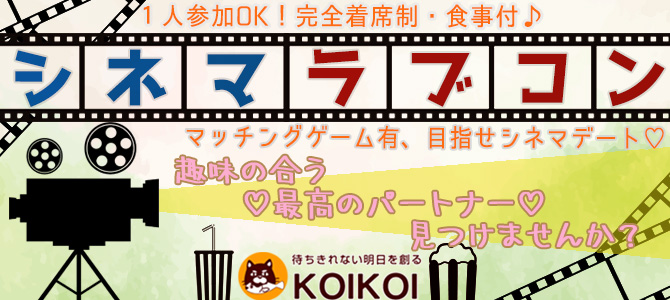 1人参加OK!完全着席制・食事付♪
シネマラブコン
マッチングゲーム有、目指せシネマデート♡
趣味の合う
♡最高のパートナー♡
見つけませんか?
待ちきれない明日を創る
KOIKOI